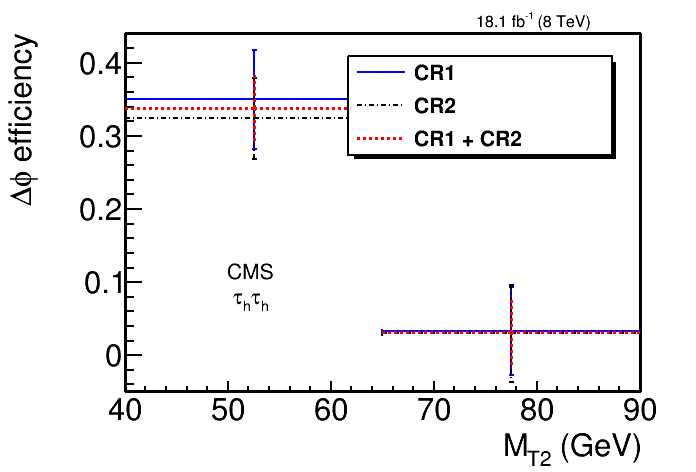 18.1 fb⁻¹ (8 TeV)
Δϕ efficiency
0.4
0.3
0.2
0.1
0
CR1
CR2
CR1 + CR2
CMS
τₕτₕ
40 50 60 70 80 90
M_T2 (GeV)